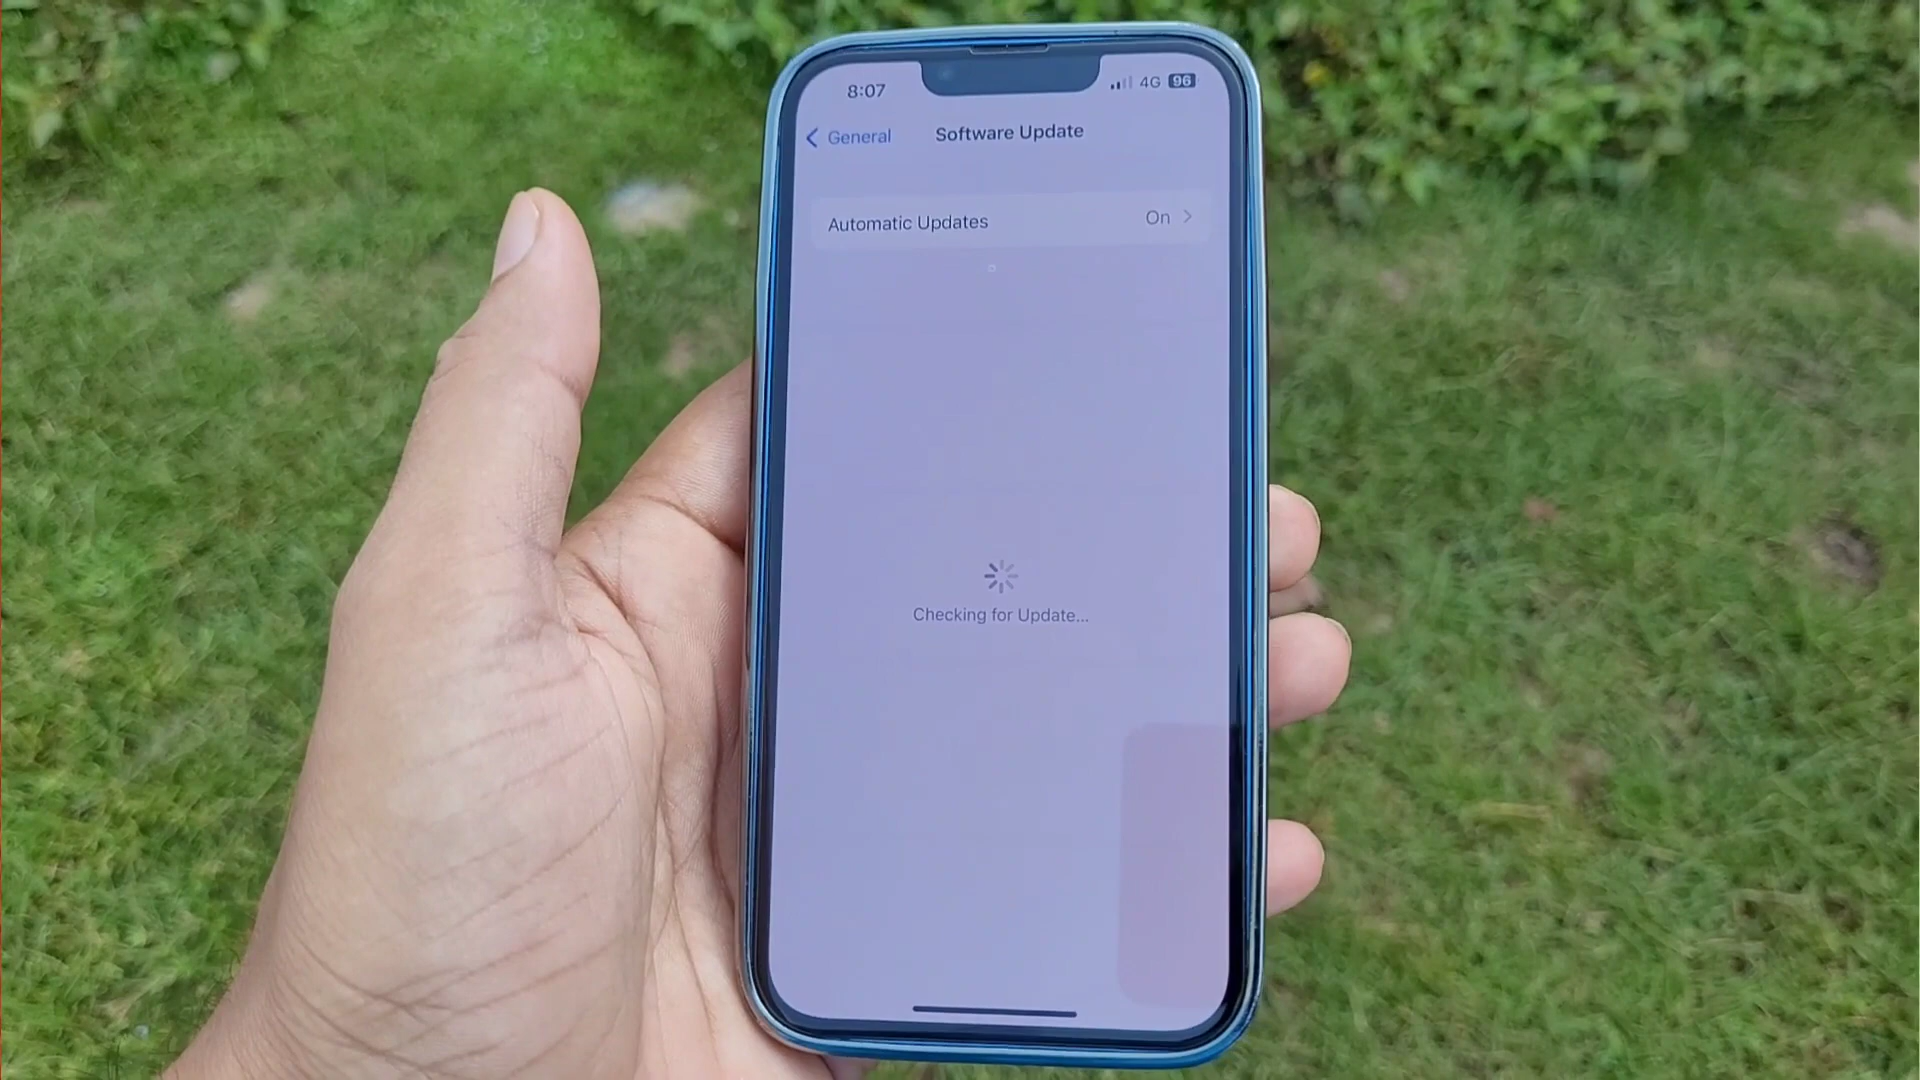 8:07 4G 96
General Software Update
Automatic Updates On
Checking for Update...